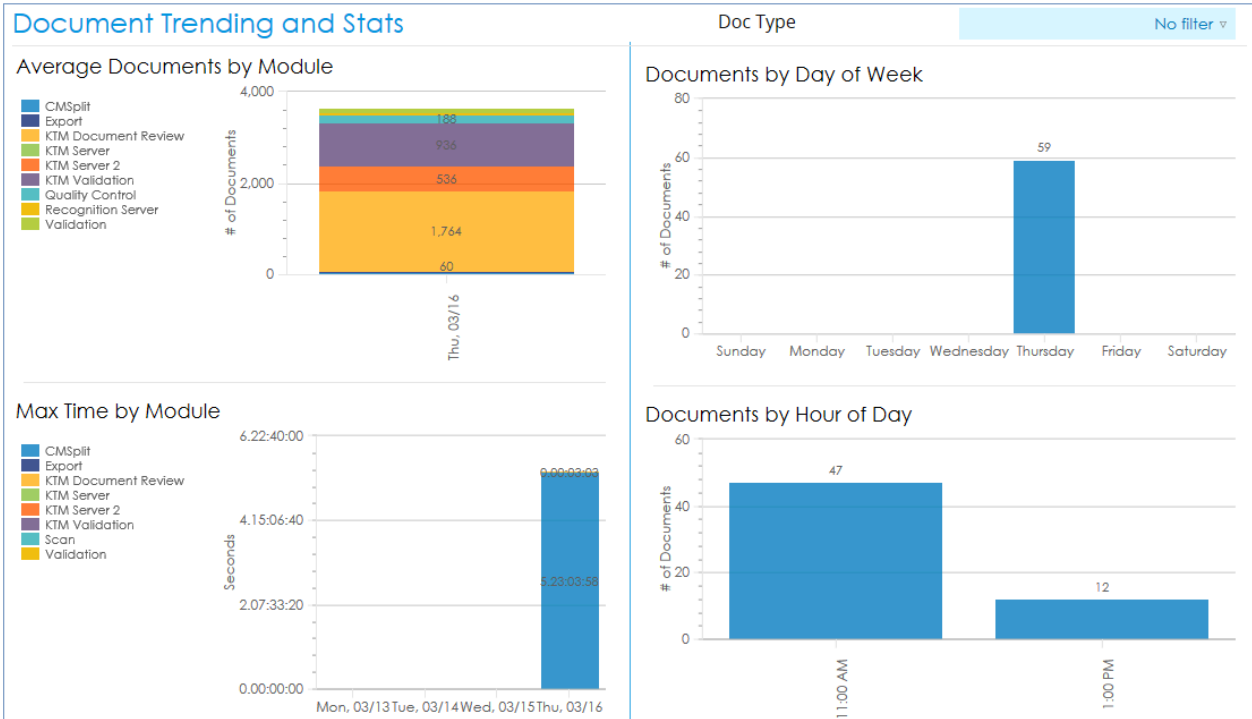 Document Trending and Stats
Doc Type
No filter
Average Documents by Module
CMSplit
Export
KTM Document Review
KTM Server
KTM Server 2
KTM Validation
Quality Control
Recognition Server
Validation
# of Documents
4,000
2,000
0
188
936
536
1,764
60
Thu, 03/16
Documents by Day of Week
# of Documents
80
60
40
20
0
59
Sunday Monday Tuesday Wednesday Thursday Friday Saturday
Max Time by Module
CMSplit
Export
KTM Document Review
KTM Server
KTM Server 2
KTM Validation
Scan
Validation
Seconds
6.22:40:00
4.15:06:40
2.07:33:20
0.00:00:00
0.00:03:03
5.23:03:58
Mon, 03/13 Tue, 03/14 Wed, 03/15 Thu, 03/16
Documents by Hour of Day
# of Documents
60
40
20
0
47
12
11:00 AM
1:00 PM